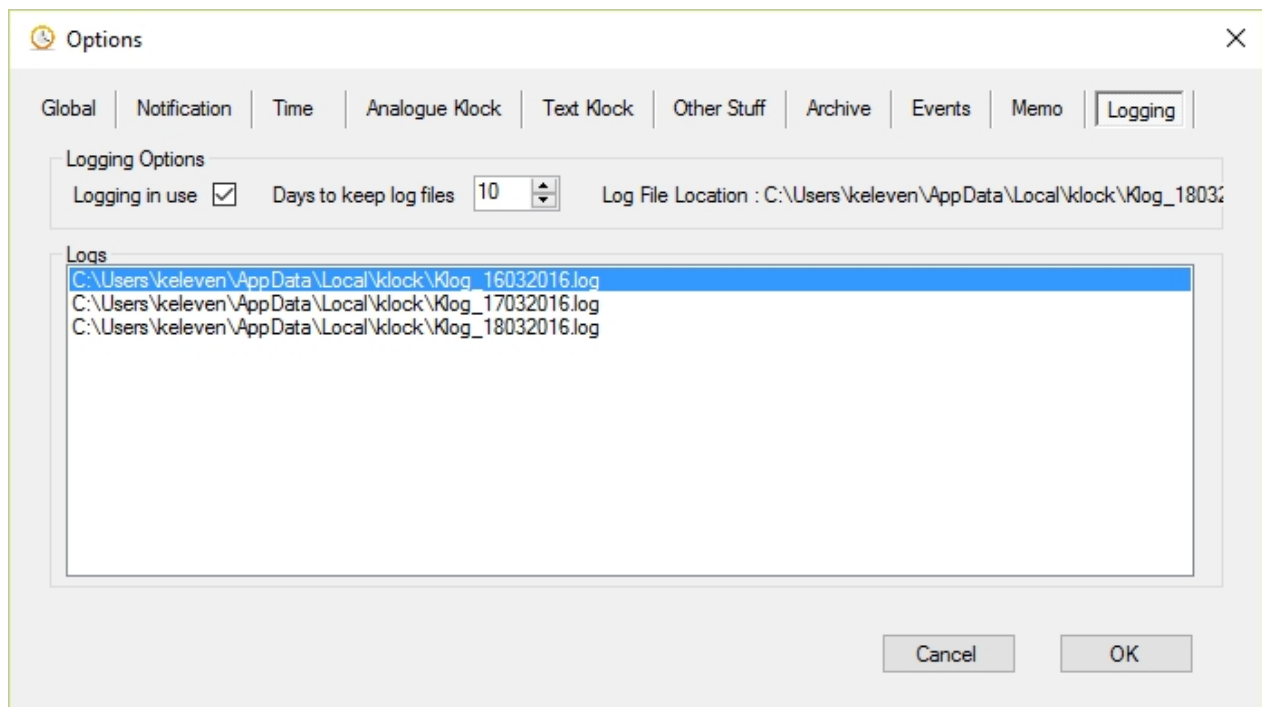 Options
Global Notification Time Analogue Klock Text Klock Other Stuff Archive Events Memo Logging
Logging Options
Logging in use Days to keep log files 10 Log File Location : C:\Users\keleven\AppData\Local\klock\Klog_1803
Logs
C:\Users\keleven\AppData\Local\klock\Klog_16032016.log
C:\Users\keleven\AppData\Local\klock\Klog_17032016.log
C:\Users\keleven\AppData\Local\klock\Klog_18032016.log
Cancel OK